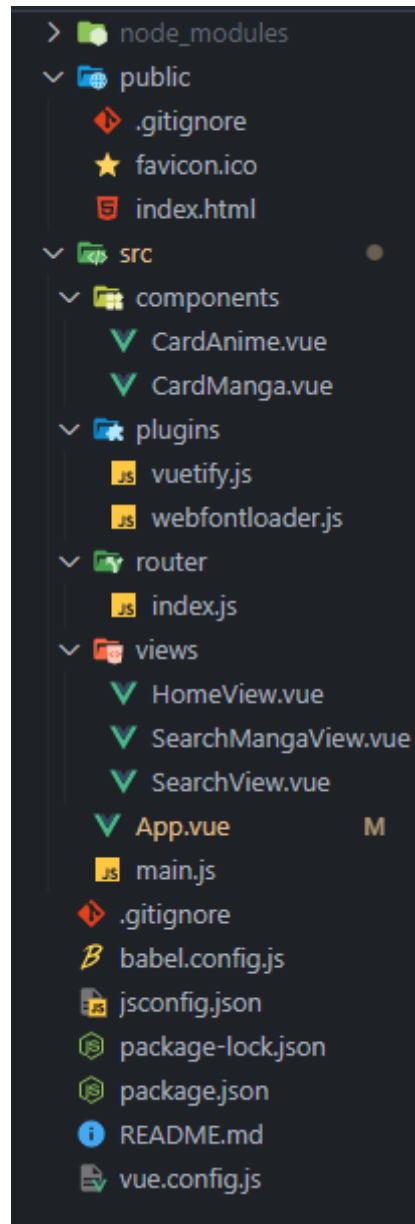 node_modules
public
.gitignore
favicon.ico
index.html
src
components
CardAnime.vue
CardManga.vue
plugins
vuetify.js
webfontloader.js
router
index.js
views
HomeView.vue
SearchMangaView.vue
SearchView.vue
App.vue M
main.js
.gitignore
babel.config.js
jsconfig.json
package-lock.json
package.json
README.md
vue.config.js